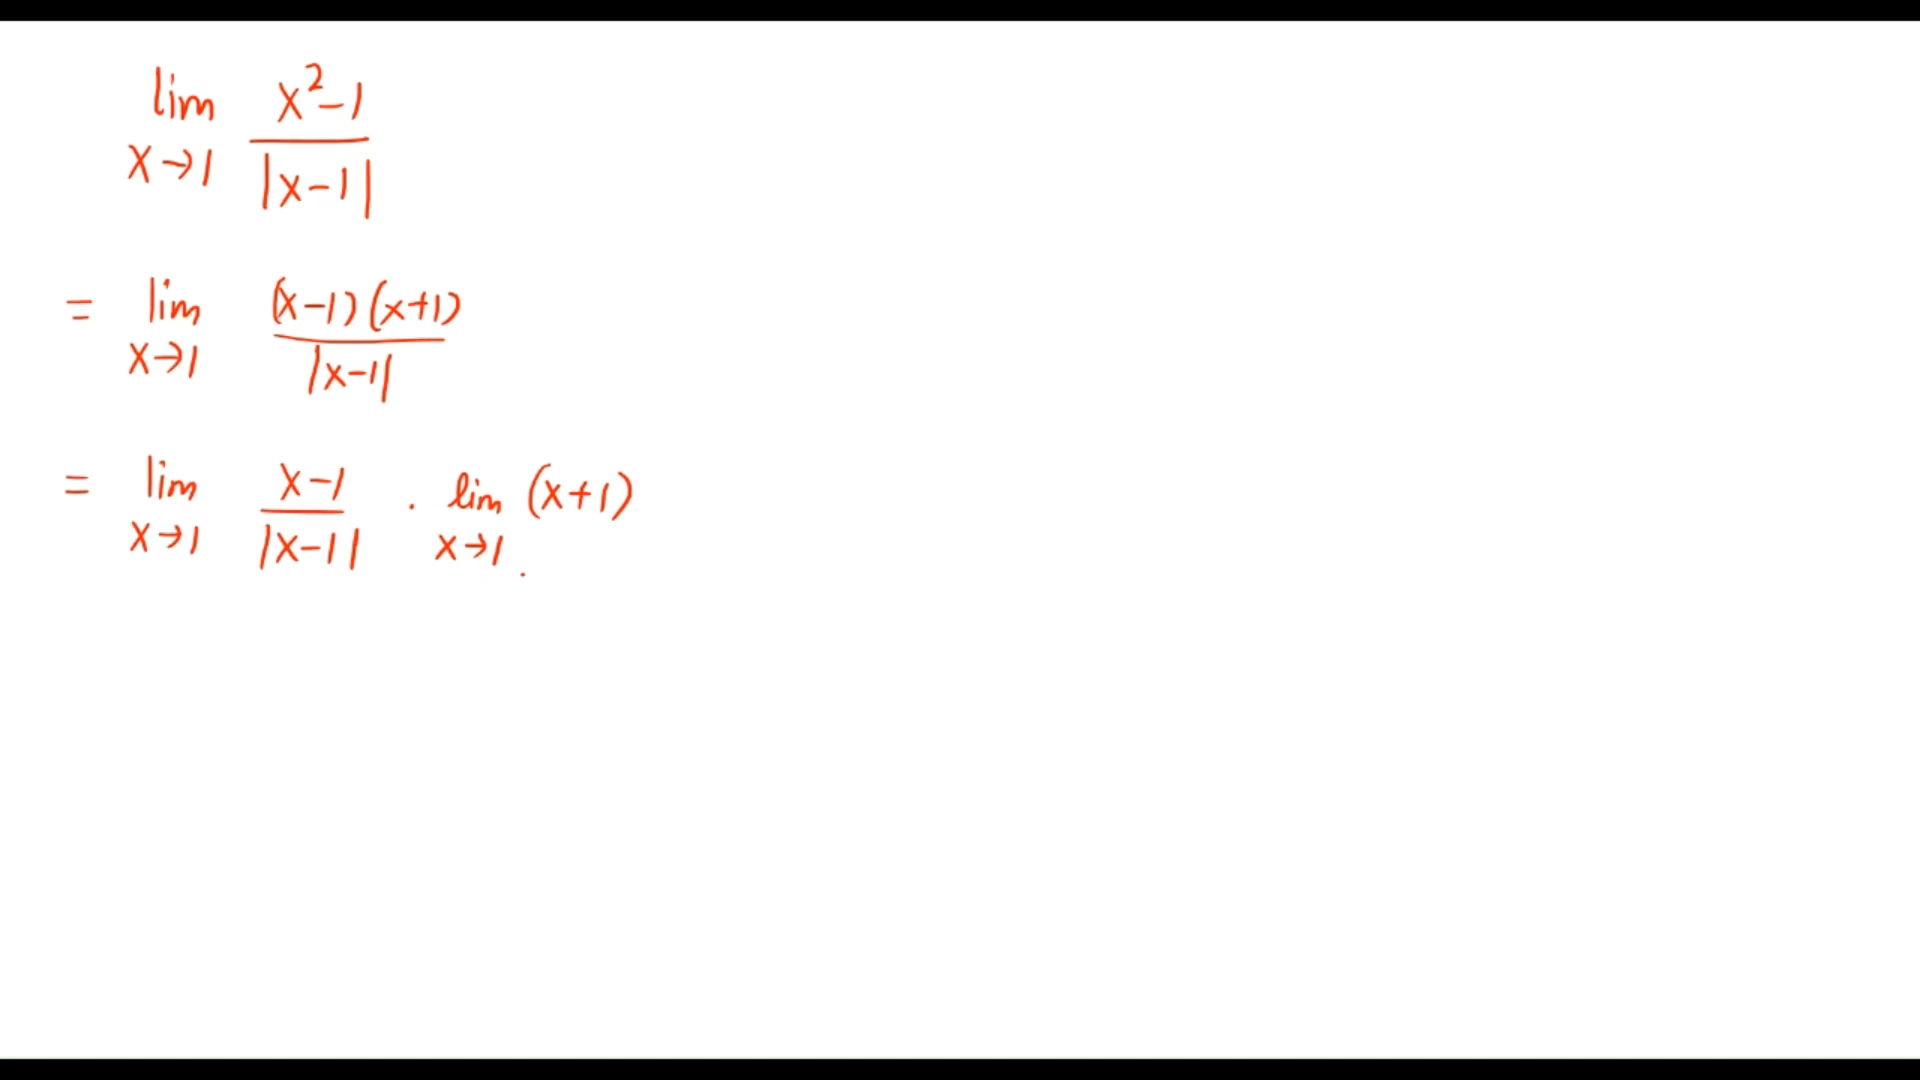 lim x→1 (x²-1)/|x-1|
= lim x→1 (x-1)(x+1)/|x-1|
= lim x→1 (x-1)/|x-1| · lim x→1 (x+1)